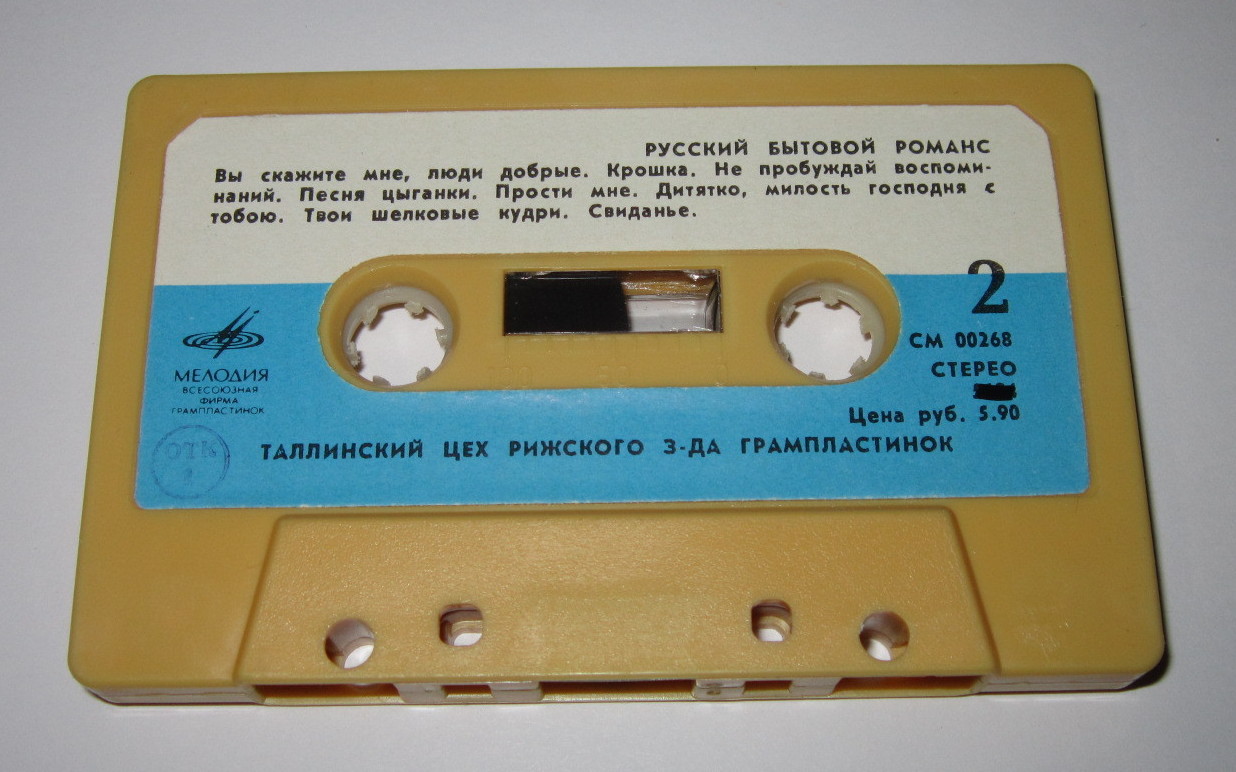 РУССКИЙ БЫТОВОЙ РОМАНС
Вы скажите мне, люди добрые. Крошка. Не пробуждай воспоми-
наний. Песня цыганки. Прости мне. Дитятко, милость господня с
тобою. Твои шелковые кудри. Свиданье.
2
СМ 00268
СТЕРЕО
Цена руб. 5.90
МЕЛОДИЯ
ВСЕСОЮЗНАЯ
ФИРМА
ГРАМПЛАСТИНОК
ОТК
ТАЛЛИНСКИЙ ЦЕХ РИЖСКОГО З-ДА ГРАМПЛАСТИНОК